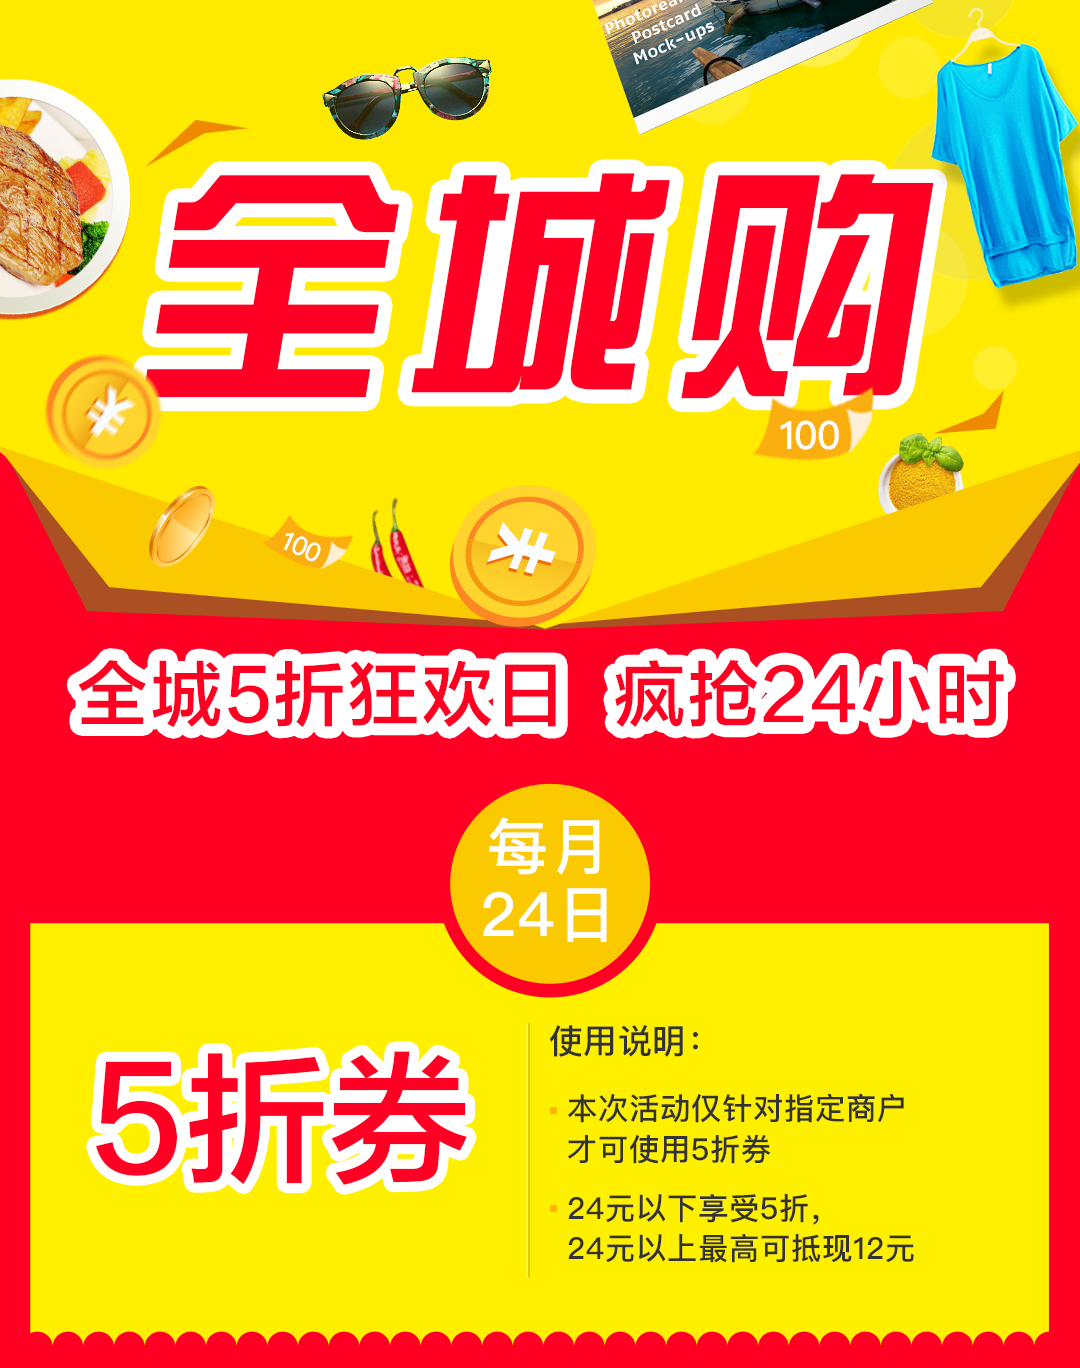 Postcard
Mock-ups
全城购
100
100
全城5折狂欢日 疯抢24小时
每月
24日
5折券
使用说明：
本次活动仅针对指定商户
才可使用5折券
24元以下享受5折，
24元以上最高可抵现12元